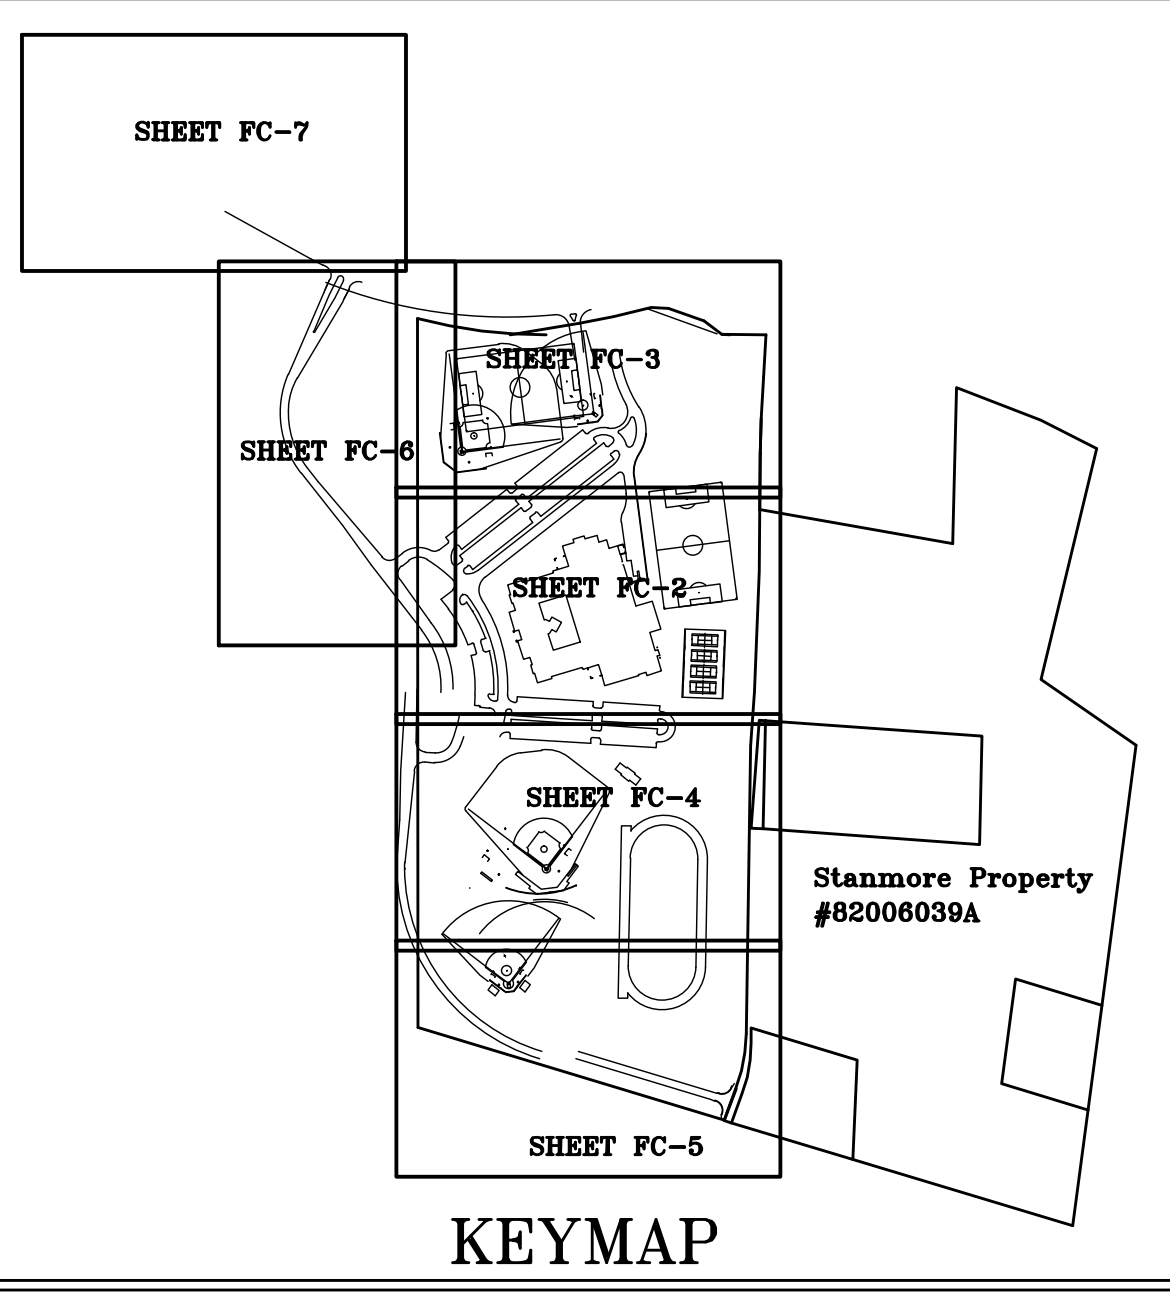 SHEET FC-7
SHEET FC-3
SHEET FC-6
SHEET FC-2
SHEET FC-4
Stanmore Property
#82006039A
SHEET FC-5
KEYMAP